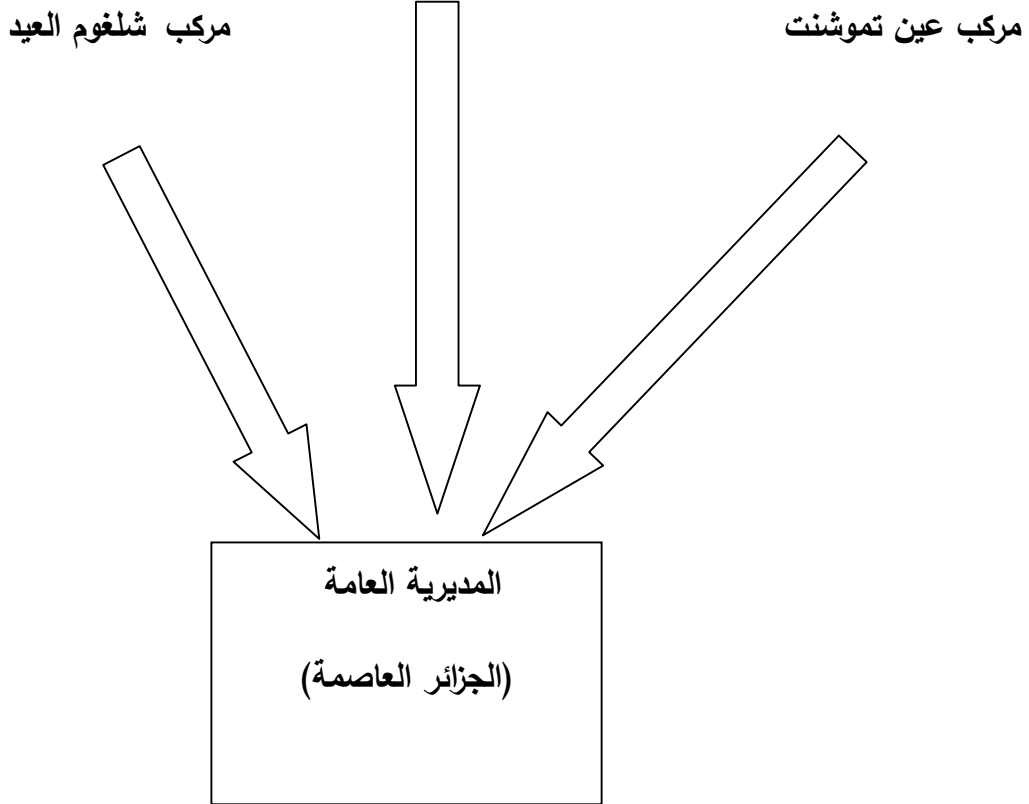 مركب عين تموشنت
مركب شلغوم العيد
المديرية العامة
(الجزائر العاصمة)